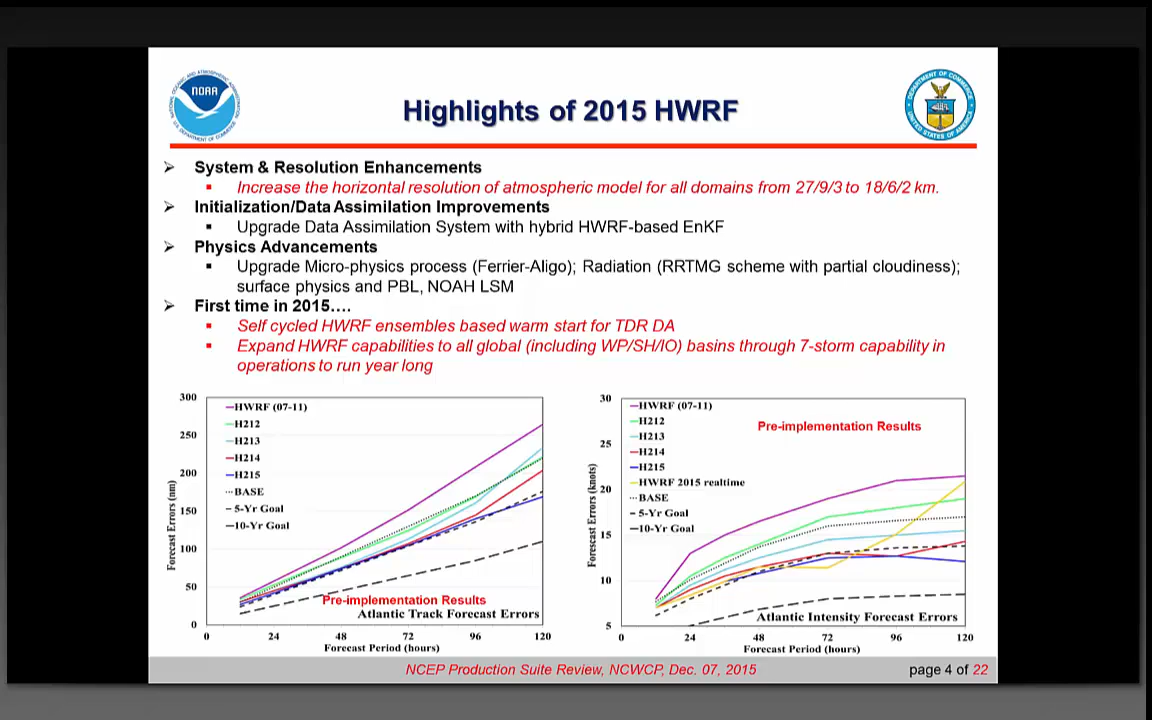 NOAA
Highlights of 2015 HWRF
System & Resolution Enhancements
Increase the horizontal resolution of atmospheric model for all domains from 27/9/3 to 18/6/2 km.
Initialization/Data Assimilation Improvements
Upgrade Data Assimilation System with hybrid HWRF-based EnKF
Physics Advancements
Upgrade Micro-physics process (Ferrier-Aligo); Radiation (RRTMG scheme with partial cloudiness);
surface physics and PBL, NOAH LSM
First time in 2015….
Self cycled HWRF ensembles based warm start for TDR DA
Expand HWRF capabilities to all global (including WP/SH/IO) basins through 7-storm capability in
operations to run year long
300
250
200
150
100
50
0
Forecast Errors (nm)
HWRF (07-11)
H212
H213
H214
H215
BASE
5-Yr Goal
10-Yr Goal
Pre-implementation Results
Atlantic Track Forecast Errors
0 24 48 72 96 120
Forecast Period (hours)
30
25
20
15
10
5
Forescast Errors (knots)
HWRF (07-11)
H212
H213
H214
H215
HWRF 2015 realtime
BASE
5-Yr Goal
10-Yr Goal
Pre-implementation Results
Atlantic Intensity Forecast Errors
0 24 48 72 96 120
Forecast Period (hours)
NCEP Production Suite Review, NCWCP, Dec. 07, 2015
page 4 of 22